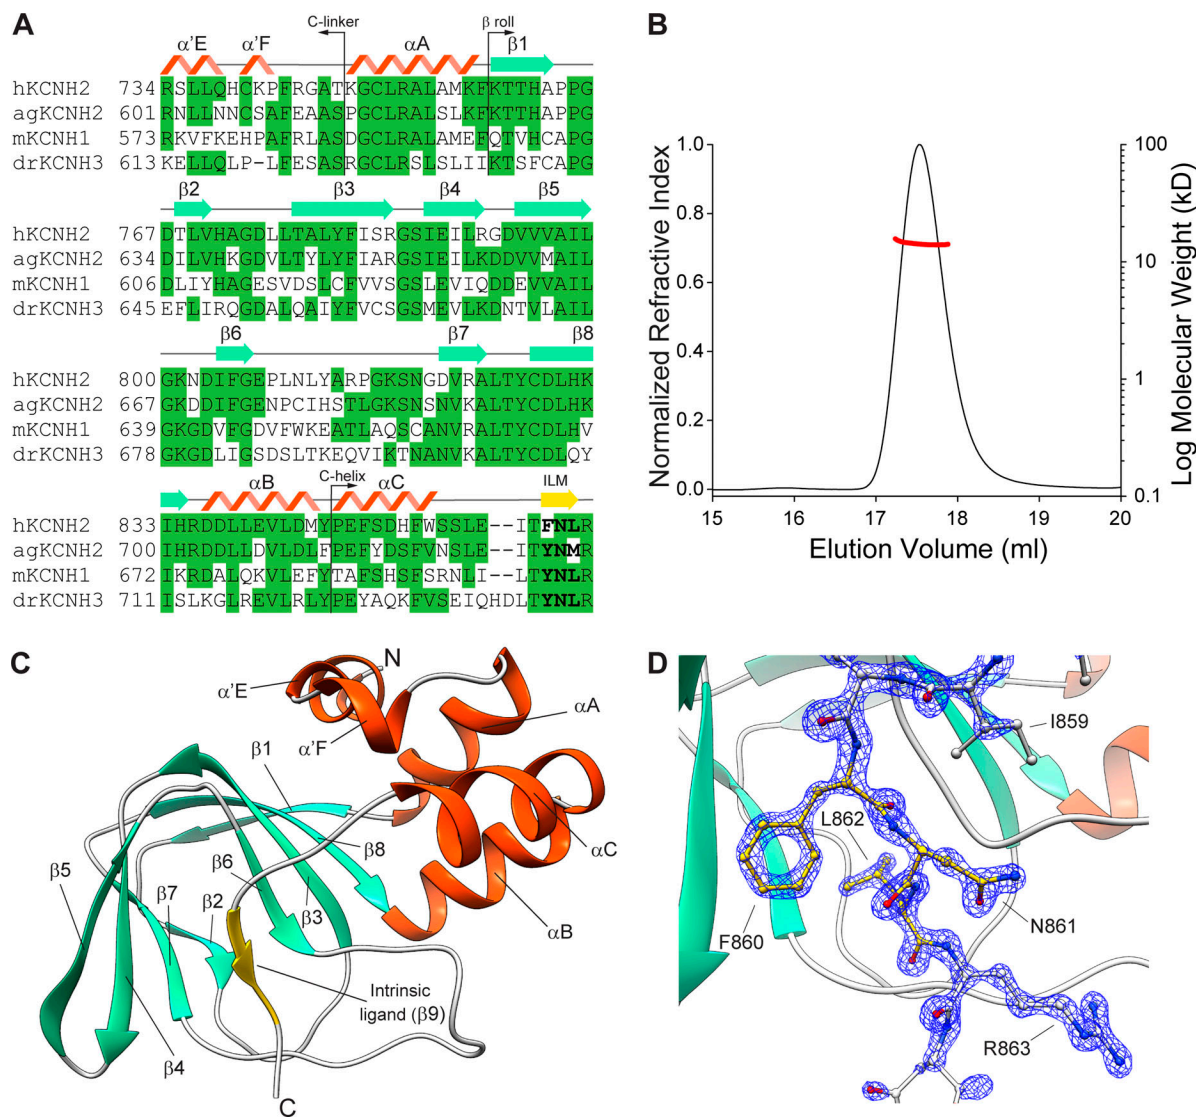 A
C-linker
β roll
α'E α'F αA β1
hKCNH2 734 RSLLQHCKPFRGATKGCLRALAMKFKTTHAPPG
agKCNH2 601 RNLLNNCSAFEAASPGCLRALSLKFKTTHAPPG
mKCNH1 573 RKVFKEHPAFRLASDGCLRALAMEFQTVHCAPG
drKCNH3 613 KELLQLP-LFESASRGCLRSLSLIIKTSFCAPG
β2 β3 β4 β5
hKCNH2 767 DTLVHAGDLLTALYFISRGSIEILRGDVVVAIL
agKCNH2 634 DILVHKGDVLTYLYFIARGSIEILKDDVVMAIL
mKCNH1 606 DLIYHAGESVDSLCFVVSGSLEVIQDDEVVAIL
drKCNH3 645 EFLIRQGDALQAIYFVCSGSMEVLKDNTVLAIL
β6 β7 β8
hKCNH2 800 GKNDIFGEPLNLYARPGKSNGDVRALTYCDLHK
agKCNH2 667 GKDDIFGENPCIHSTLGKSNSNVKALTYCDLHK
mKCNH1 639 GKGDVFGDVFWKEATLAQSCANVRALTYCDLHV
drKCNH3 678 GKGDLIGSDSLTKEQVIKTNANVKALTYCDLQY
αB C-helix αC ILM
hKCNH2 833 IHRDDLLEVLDMYPEFSDHFWSSLE--ITFNLR
agKCNH2 700 IHRDDLLDVLDLFPEFYDSFVNSLE--ITYNMR
mKCNH1 672 IKRDALQKVLEFYTAFSHSFSRNLI--LTYNLR
drKCNH3 711 ISLKGLREVLRLYPEYAQKFVSEIQHDLTYNLR
B
Normalized Refractive Index
1.0
0.8
0.6
0.4
0.2
0.0
15 16 17 18 19 20
Elution Volume (ml)
100
10
1
0.1
Log Molecular Weight (kD)
C
N
α'E
α'F
αA
β1
β8
αC
β5
β6
β7
β2
β3
αB
Intrinsic
ligand (β9)
β4
C
D
I859
L862
F860
N861
R863